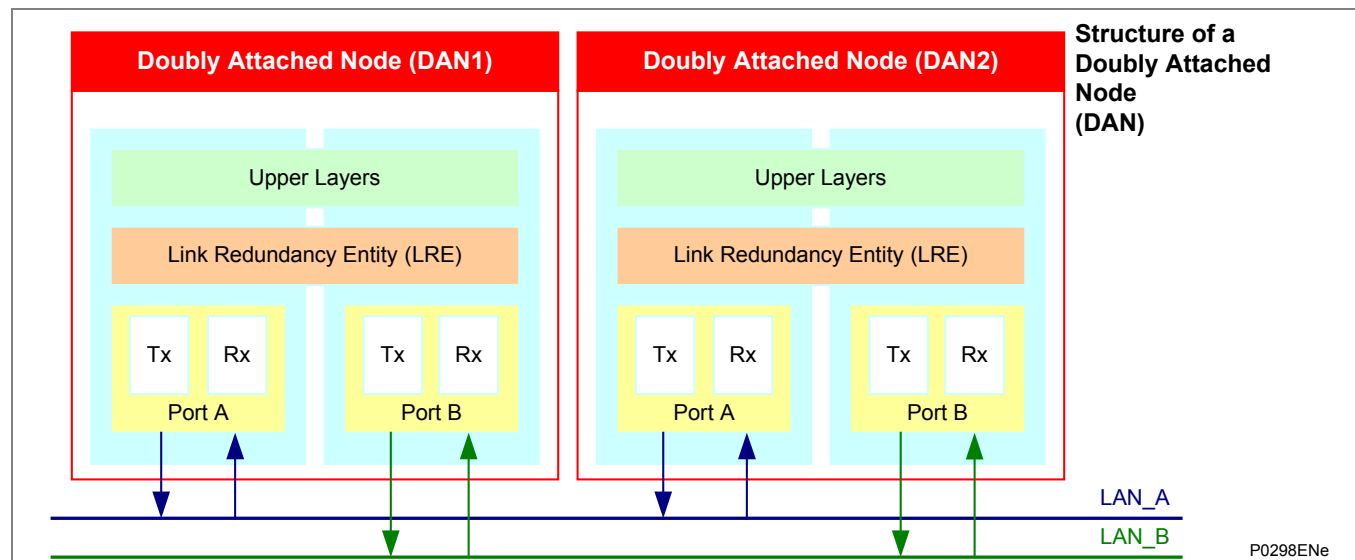 Doubly Attached Node (DAN1)
Doubly Attached Node (DAN2)
Structure of a
Doubly Attached
Node
(DAN)
Upper Layers
Upper Layers
Link Redundancy Entity (LRE)
Link Redundancy Entity (LRE)
Tx Rx
Tx Rx
Tx Rx
Tx Rx
Port A
Port B
Port A
Port B
LAN_A
LAN_B
P0298ENe